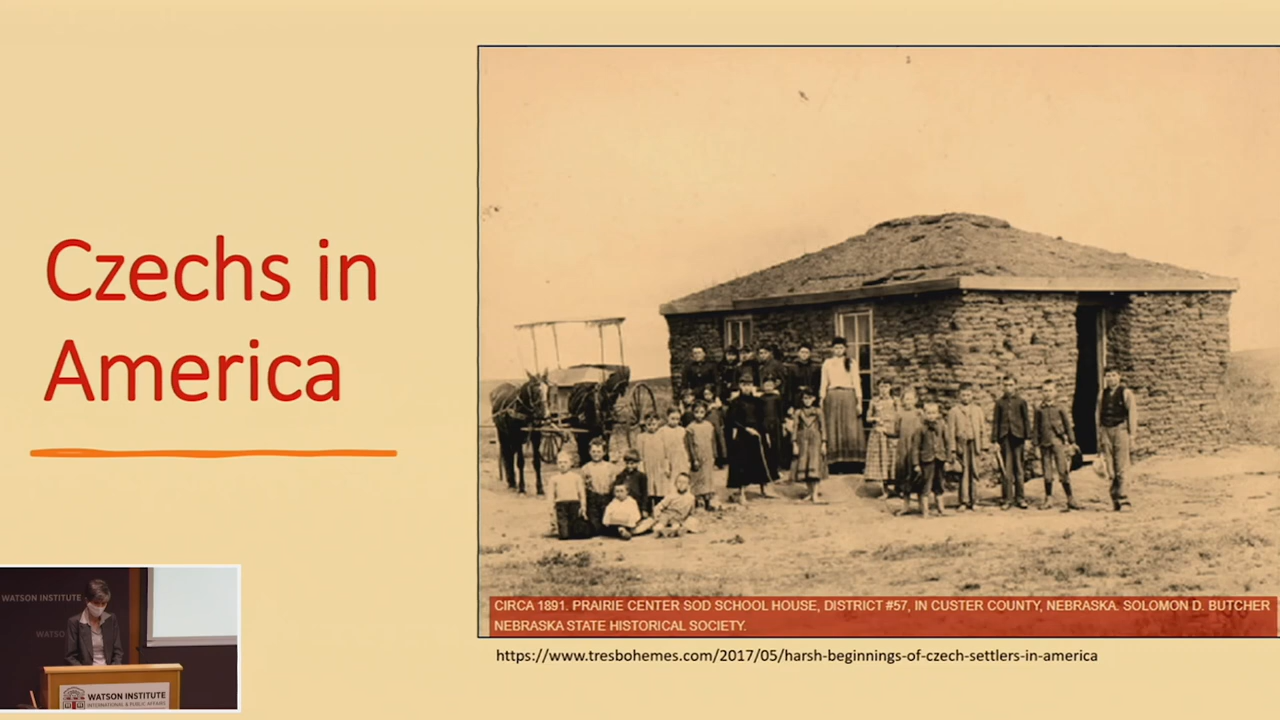 Czechs in
America
CIRCA 1891. PRAIRIE CENTER SOD SCHOOL HOUSE, DISTRICT #57, IN CUSTER COUNTY, NEBRASKA. SOLOMON D. BUTCHER
NEBRASKA STATE HISTORICAL SOCIETY.
https://www.tresbohemes.com/2017/05/harsh-beginnings-of-czech-settlers-in-america
WATSON INSTITUTE
WATSO
WATSON INSTITUTE
INTERNATIONAL & PUBLIC AFFAIRS